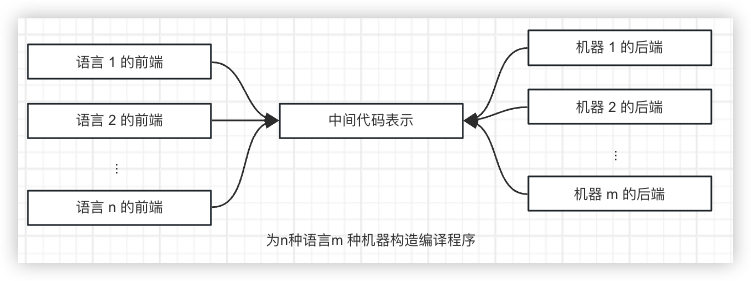 语言 1 的前端
语言 2 的前端
⋮
语言 n 的前端
中间代码表示
机器 1 的后端
机器 2 的后端
⋮
机器 m 的后端
为n种语言m 种机器构造编译程序